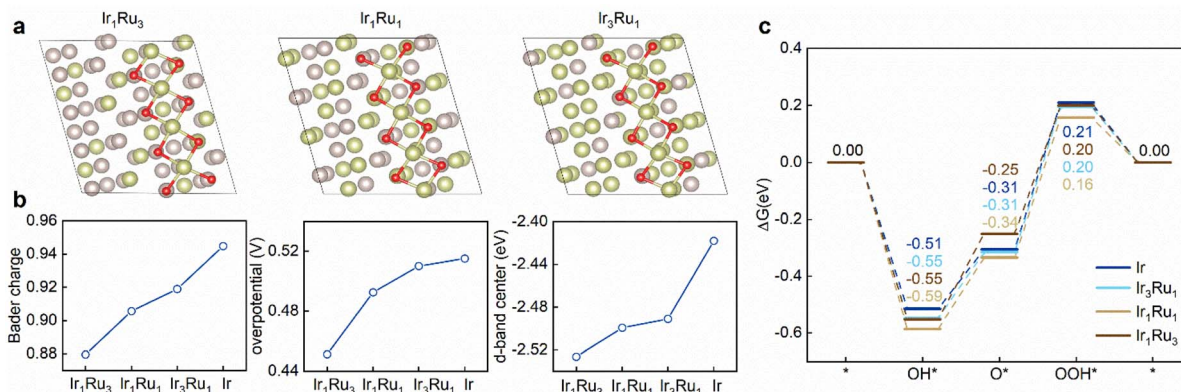 a
Ir₁Ru₃
Ir₁Ru₁
Ir₃Ru₁
b
Bader charge
0.96
0.94
0.92
0.90
0.88
Ir₁Ru₃ Ir₁Ru₁ Ir₃Ru₁ Ir
overpotential (V)
0.52
0.48
0.44
Ir₁Ru₃ Ir₁Ru₁ Ir₃Ru₁ Ir
d-band center (eV)
-2.40
-2.44
-2.48
-2.52
Ir₁Ru₃ Ir₁Ru₁ Ir₃Ru₁ Ir
c
ΔG(eV)
0.4
0.2
0.0
-0.2
-0.4
-0.6
0.00
-0.51
-0.55
-0.55
-0.59
-0.25
-0.31
-0.31
-0.34
0.21
0.20
0.20
0.16
0.00
Ir
Ir₃Ru₁
Ir₁Ru₁
Ir₁Ru₃
* OH* O* OOH* *